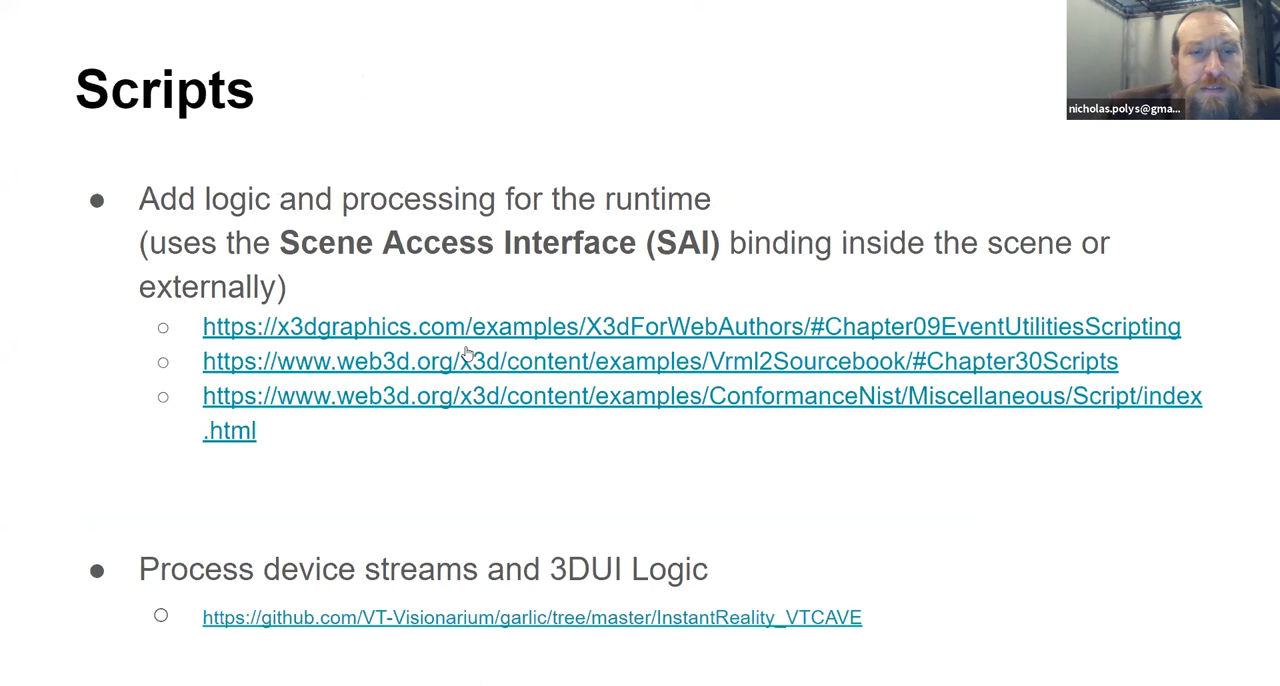 Scripts
nicholas.polys@gma...
● Add logic and processing for the runtime
(uses the Scene Access Interface (SAI) binding inside the scene or
externally)
○ https://x3dgraphics.com/examples/X3dForWebAuthors/#Chapter09EventUtilitiesScripting
○ https://www.web3d.org/x3d/content/examples/Vrml2Sourcebook/#Chapter30Scripts
○ https://www.web3d.org/x3d/content/examples/ConformanceNist/Miscellaneous/Script/index
.html
● Process device streams and 3DUI Logic
○ https://github.com/VT-Visionarium/garlic/tree/master/InstantReality_VTCAVE